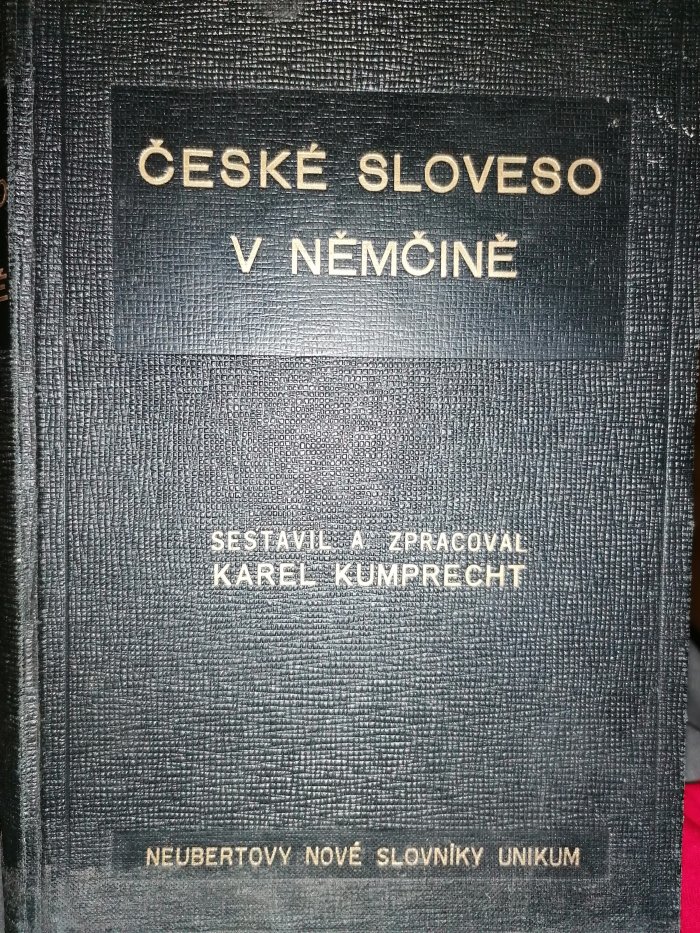 ČESKÉ SLOVESO
V NĚMČINĚ
SESTAVIL A ZPRACOVAL
KAREL KUMPRECHT
NEUBERTOVY NOVÉ SLOVNÍKY UNIKUM